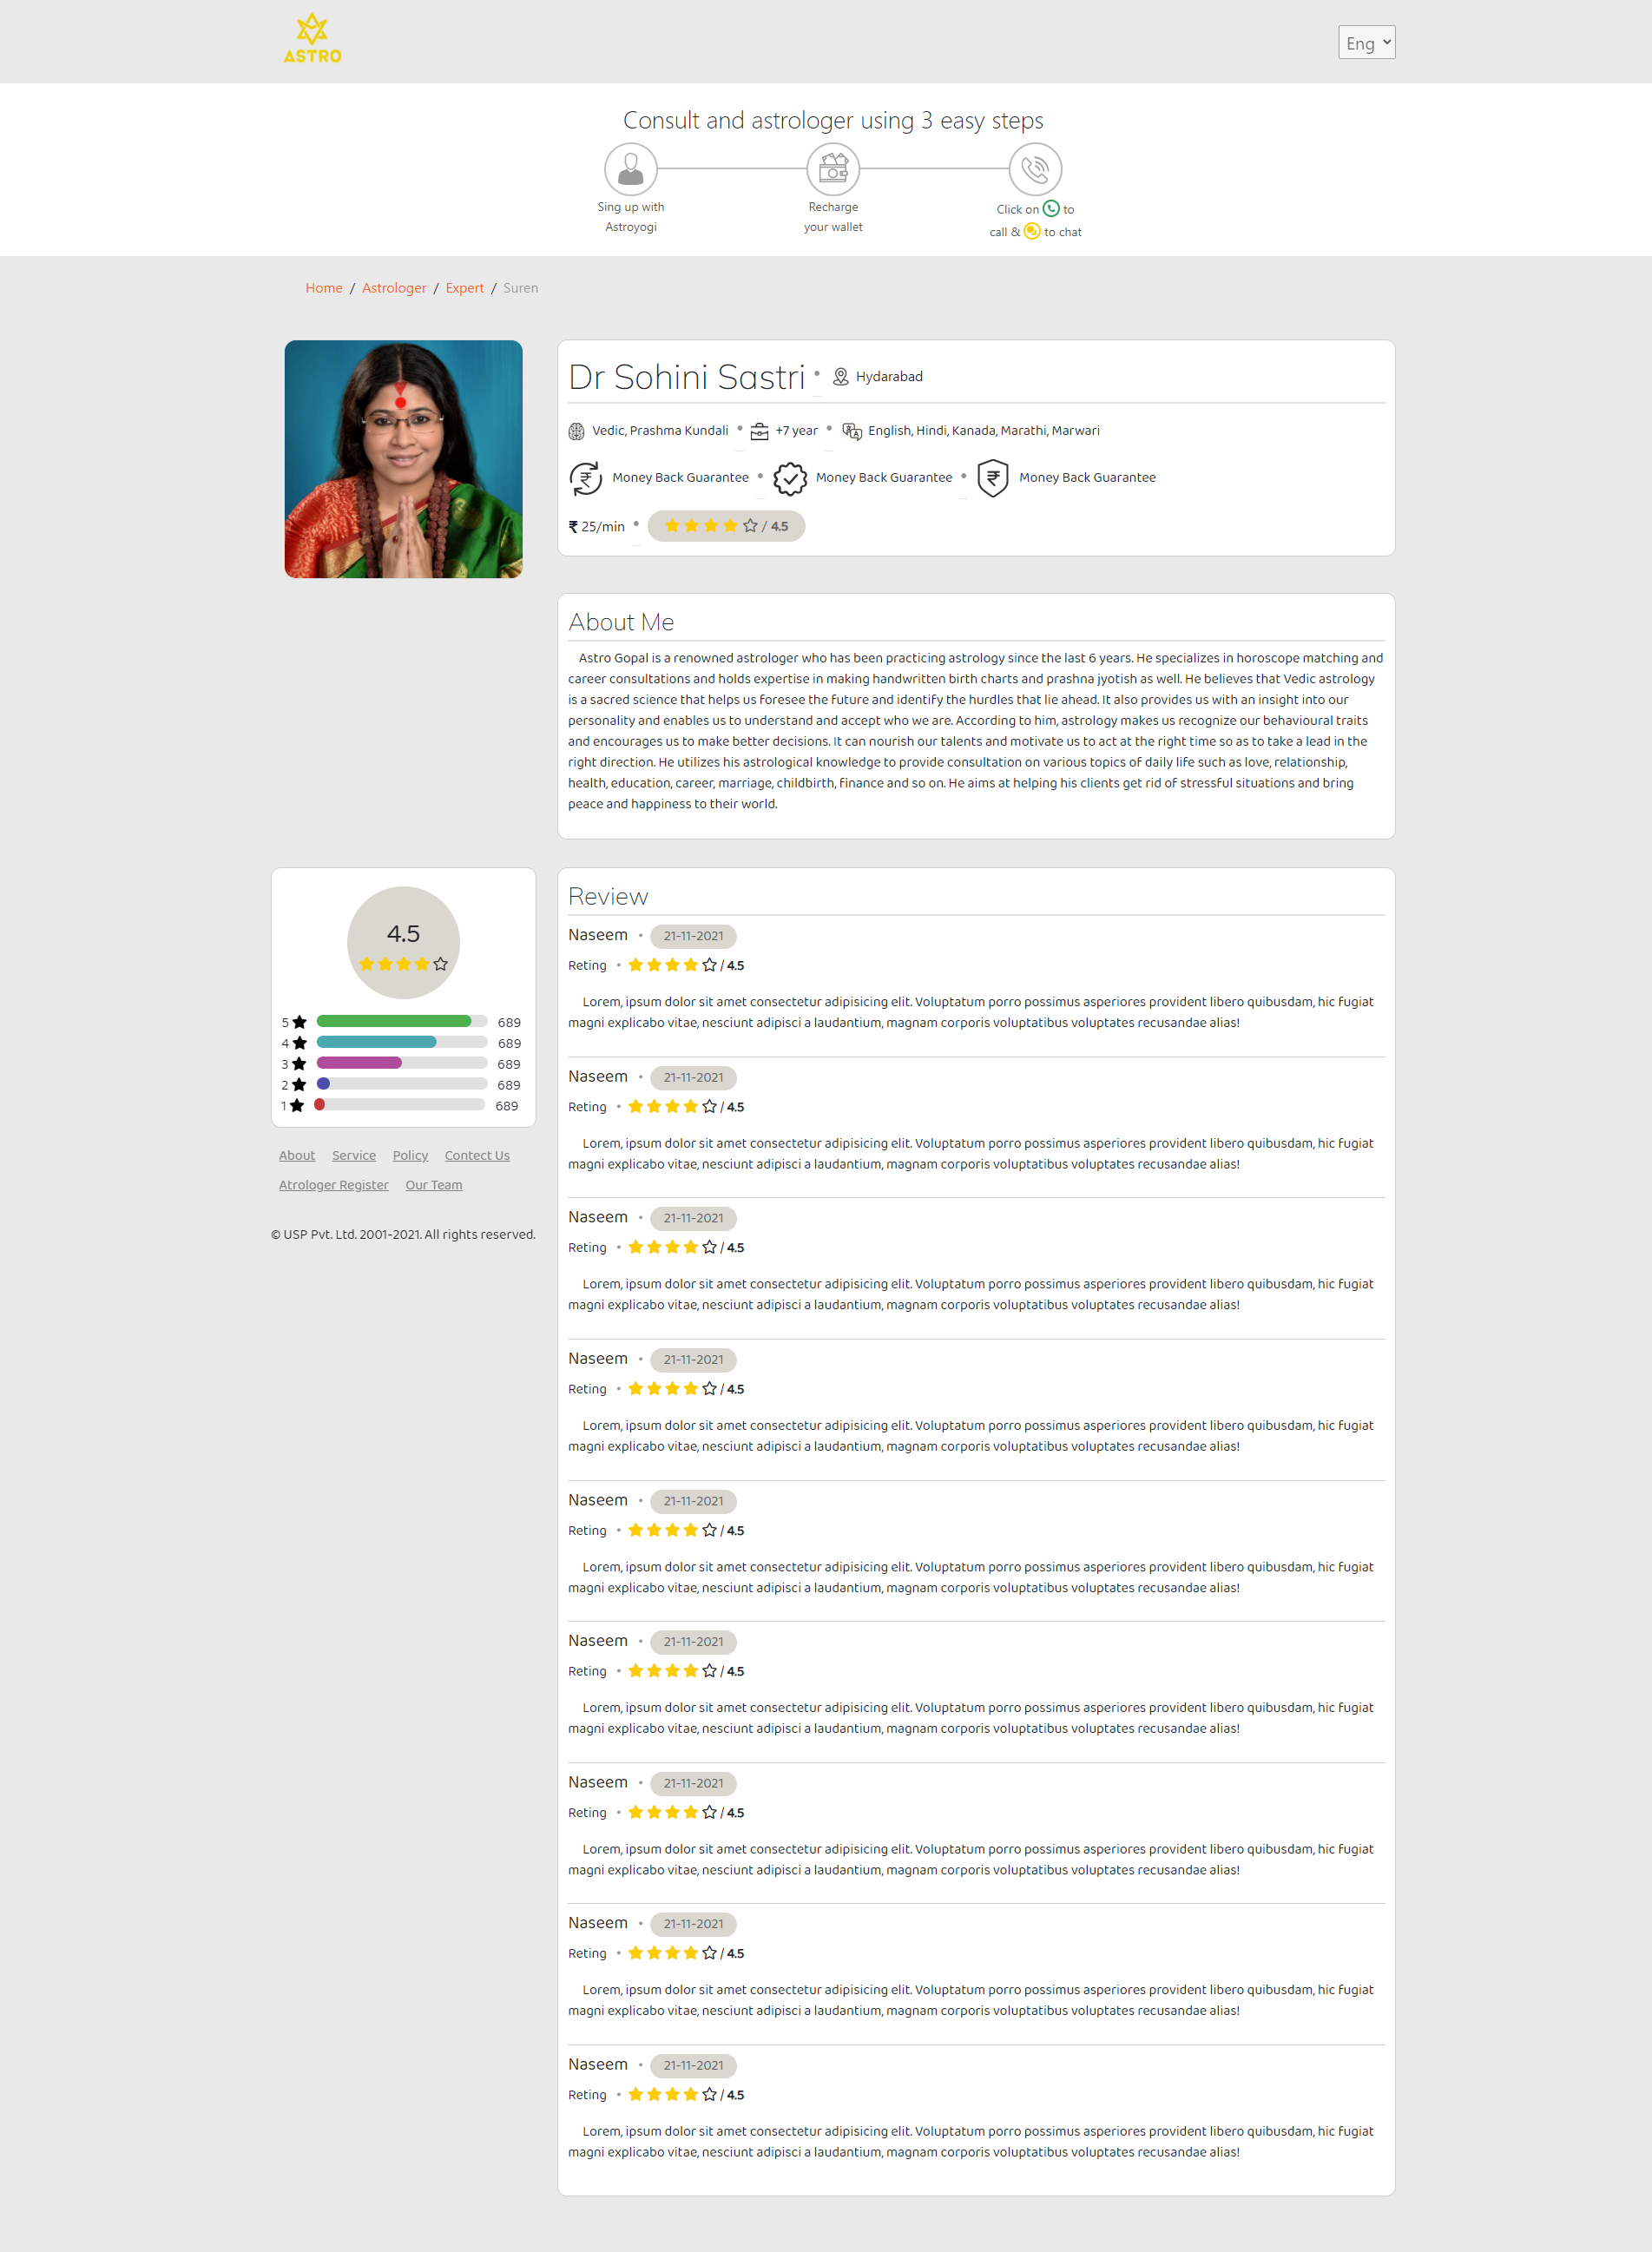 ASTRO
Eng
Consult and astrologer using 3 easy steps
Sing up with
Astroyogi
Recharge
your wallet
Click on to
call & to chat
Home / Astrologer / Expert / Suren
Dr Sohini Sastri • Hydarabad
Vedic, Prashma Kundali • +7 year • English, Hindi, Kanada, Marathi, Marwari
Money Back Guarantee • Money Back Guarantee • Money Back Guarantee
₹ 25/min • / 4.5
About Me
Astro Gopal is a renowned astrologer who has been practicing astrology since the last 6 years. He specializes in horoscope matching and
career consultations and holds expertise in making handwritten birth charts and prashna jyotish as well. He believes that Vedic astrology
is a sacred science that helps us foresee the future and identify the hurdles that lie ahead. It also provides us with an insight into our
personality and enables us to understand and accept who we are. According to him, astrology makes us recognize our behavioural traits
and encourages us to make better decisions. It can nourish our talents and motivate us to act at the right time so as to take a lead in the
right direction. He utilizes his astrological knowledge to provide consultation on various topics of daily life such as love, relationship,
health, education, career, marriage, childbirth, finance and so on. He aims at helping his clients get rid of stressful situations and bring
peace and happiness to their world.
4.5
5 689
4 689
3 689
2 689
1 689
About Service Policy Contect Us
Atrologer Register Our Team
© USP Pvt. Ltd. 2001-2021. All rights reserved.
Review
Naseem • 21-11-2021
Reting • / 4.5
Lorem, ipsum dolor sit amet consectetur adipisicing elit. Voluptatum porro possimus asperiores provident libero quibusdam, hic fugiat
magni explicabo vitae, nesciunt adipisci a laudantium, magnam corporis voluptatibus voluptates recusandae alias!
Naseem • 21-11-2021
Reting • / 4.5
Lorem, ipsum dolor sit amet consectetur adipisicing elit. Voluptatum porro possimus asperiores provident libero quibusdam, hic fugiat
magni explicabo vitae, nesciunt adipisci a laudantium, magnam corporis voluptatibus voluptates recusandae alias!
Naseem • 21-11-2021
Reting • / 4.5
Lorem, ipsum dolor sit amet consectetur adipisicing elit. Voluptatum porro possimus asperiores provident libero quibusdam, hic fugiat
magni explicabo vitae, nesciunt adipisci a laudantium, magnam corporis voluptatibus voluptates recusandae alias!
Naseem • 21-11-2021
Reting • / 4.5
Lorem, ipsum dolor sit amet consectetur adipisicing elit. Voluptatum porro possimus asperiores provident libero quibusdam, hic fugiat
magni explicabo vitae, nesciunt adipisci a laudantium, magnam corporis voluptatibus voluptates recusandae alias!
Naseem • 21-11-2021
Reting • / 4.5
Lorem, ipsum dolor sit amet consectetur adipisicing elit. Voluptatum porro possimus asperiores provident libero quibusdam, hic fugiat
magni explicabo vitae, nesciunt adipisci a laudantium, magnam corporis voluptatibus voluptates recusandae alias!
Naseem • 21-11-2021
Reting • / 4.5
Lorem, ipsum dolor sit amet consectetur adipisicing elit. Voluptatum porro possimus asperiores provident libero quibusdam, hic fugiat
magni explicabo vitae, nesciunt adipisci a laudantium, magnam corporis voluptatibus voluptates recusandae alias!
Naseem • 21-11-2021
Reting • / 4.5
Lorem, ipsum dolor sit amet consectetur adipisicing elit. Voluptatum porro possimus asperiores provident libero quibusdam, hic fugiat
magni explicabo vitae, nesciunt adipisci a laudantium, magnam corporis voluptatibus voluptates recusandae alias!
Naseem • 21-11-2021
Reting • / 4.5
Lorem, ipsum dolor sit amet consectetur adipisicing elit. Voluptatum porro possimus asperiores provident libero quibusdam, hic fugiat
magni explicabo vitae, nesciunt adipisci a laudantium, magnam corporis voluptatibus voluptates recusandae alias!
Naseem • 21-11-2021
Reting • / 4.5
Lorem, ipsum dolor sit amet consectetur adipisicing elit. Voluptatum porro possimus asperiores provident libero quibusdam, hic fugiat
magni explicabo vitae, nesciunt adipisci a laudantium, magnam corporis voluptatibus voluptates recusandae alias!